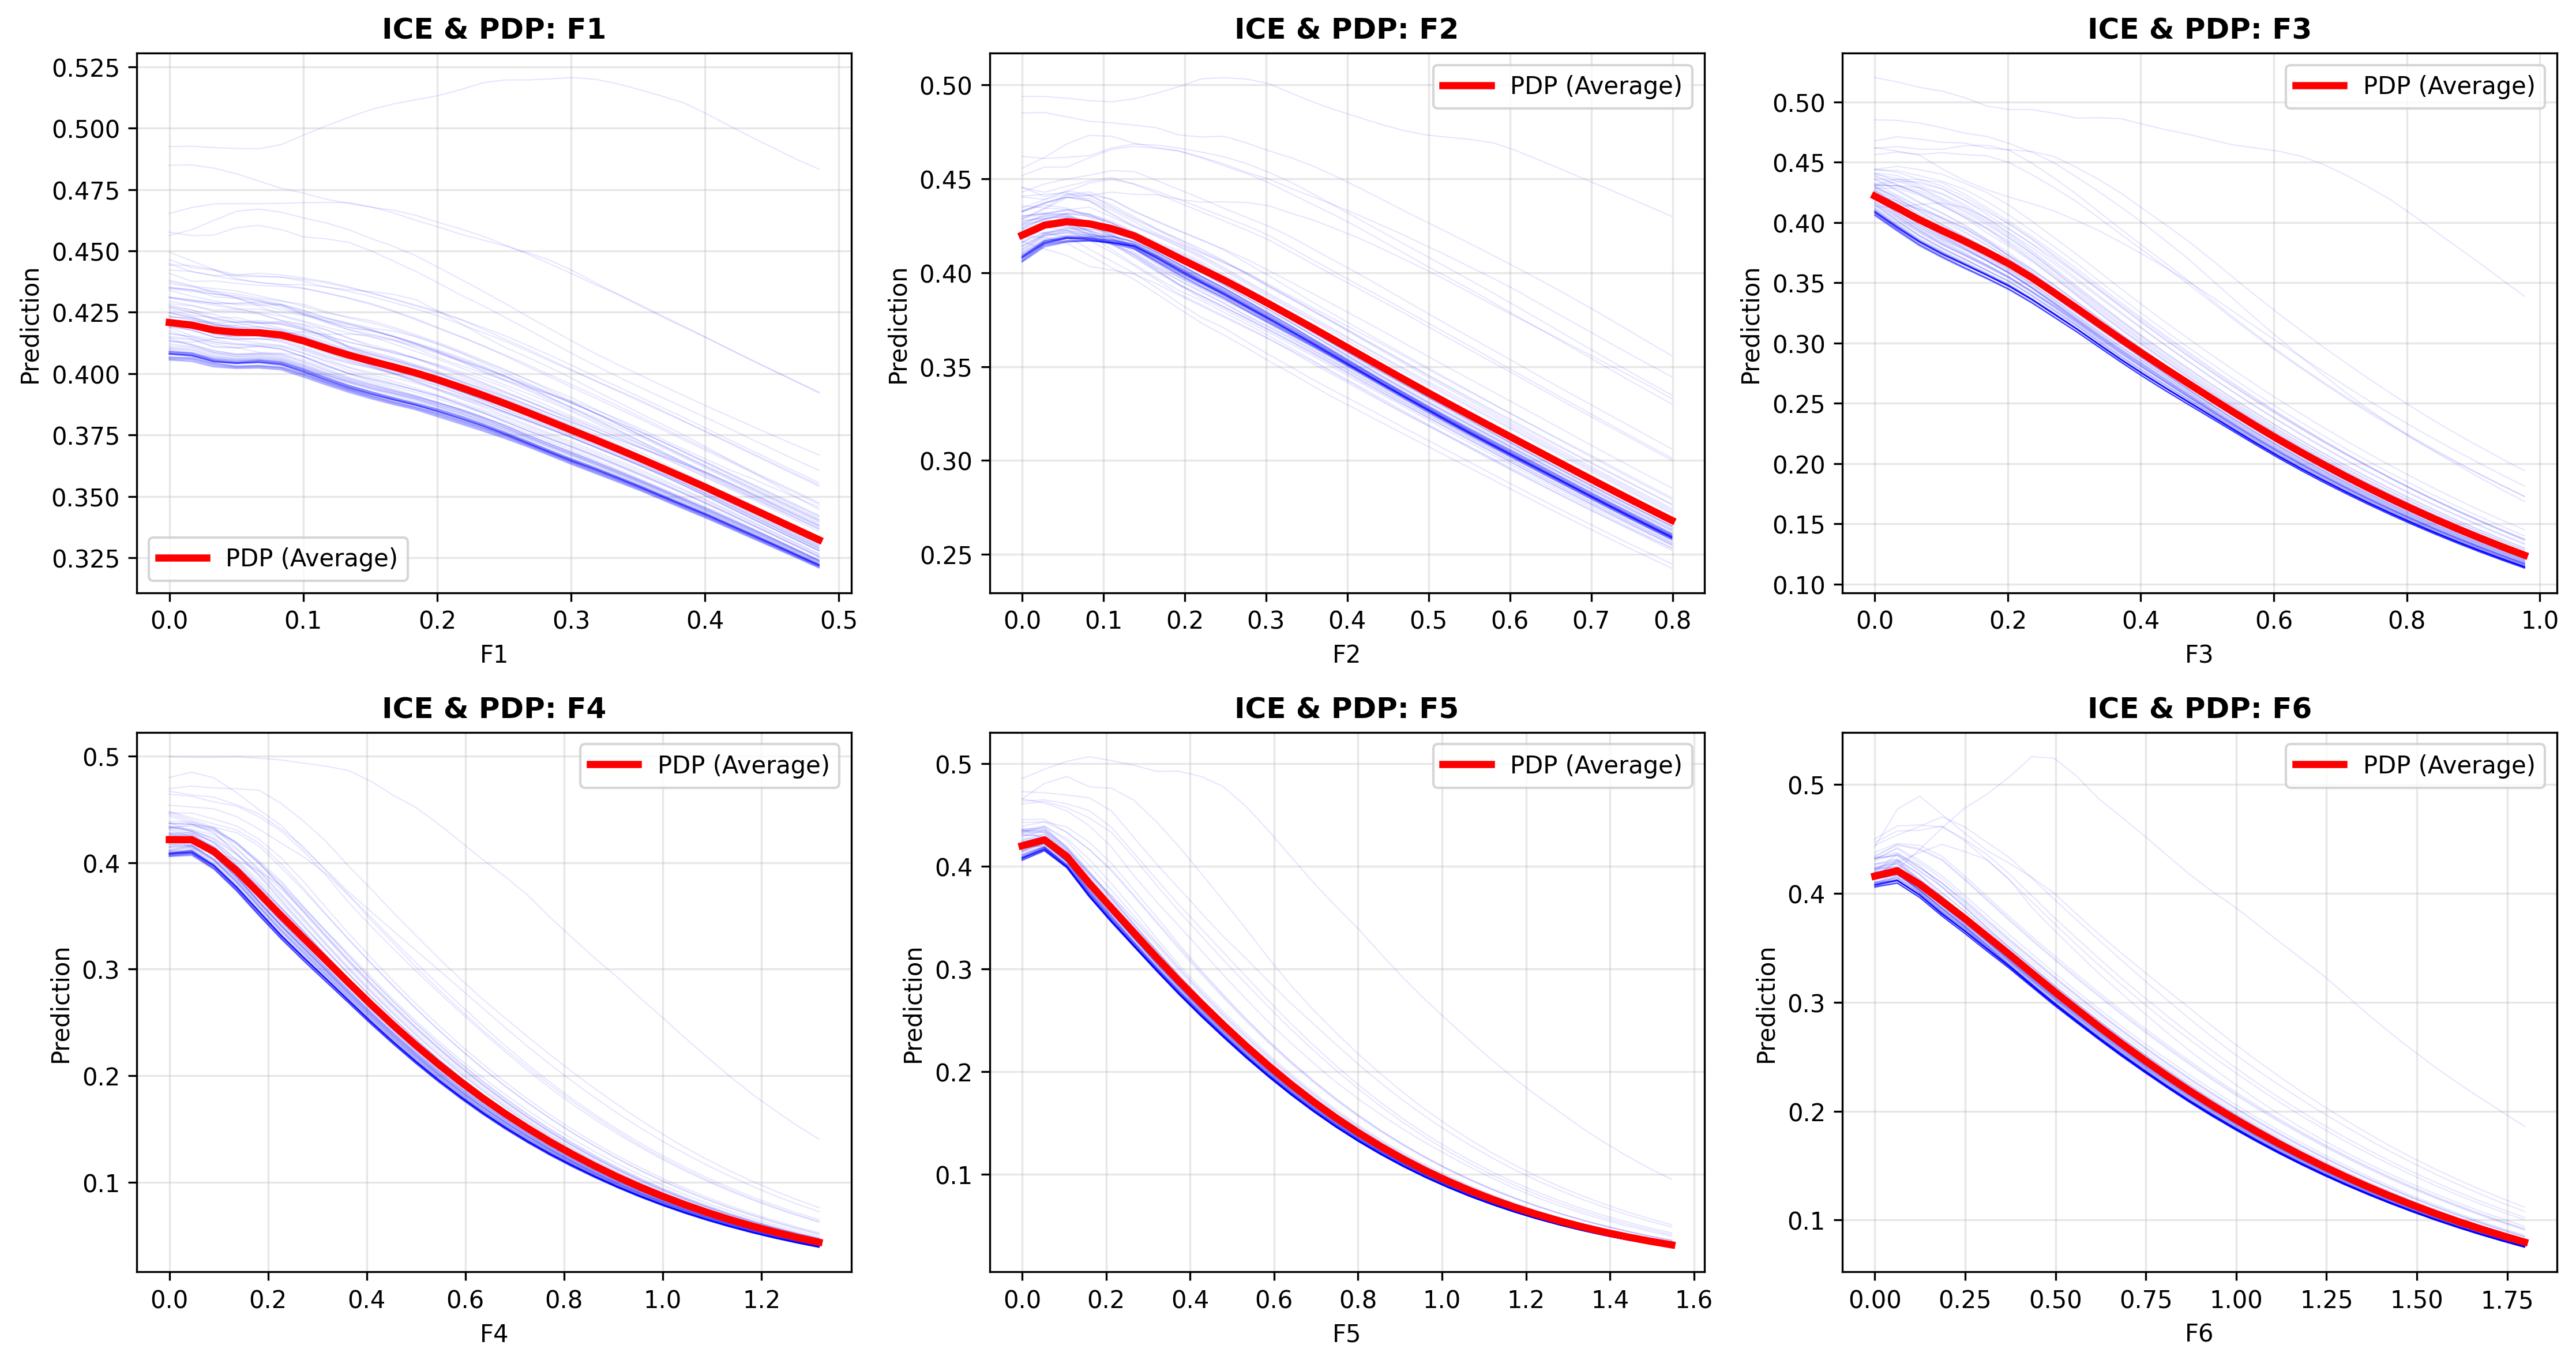 ICE & PDP: F1
0.525
0.500
0.475
0.450
0.425
0.400
0.375
0.350
0.325
Prediction
PDP (Average)
0.0 0.1 0.2 0.3 0.4 0.5
F1
ICE & PDP: F2
PDP (Average)
0.50
0.45
0.40
0.35
0.30
0.25
Prediction
0.0 0.1 0.2 0.3 0.4 0.5 0.6 0.7 0.8
F2
ICE & PDP: F3
PDP (Average)
0.50
0.45
0.40
0.35
0.30
0.25
0.20
0.15
0.10
Prediction
0.0 0.2 0.4 0.6 0.8 1.0
F3
ICE & PDP: F4
PDP (Average)
0.5
0.4
0.3
0.2
0.1
Prediction
0.0 0.2 0.4 0.6 0.8 1.0 1.2
F4
ICE & PDP: F5
PDP (Average)
0.5
0.4
0.3
0.2
0.1
Prediction
0.0 0.2 0.4 0.6 0.8 1.0 1.2 1.4 1.6
F5
ICE & PDP: F6
PDP (Average)
0.5
0.4
0.3
0.2
0.1
Prediction
0.00 0.25 0.50 0.75 1.00 1.25 1.50 1.75
F6